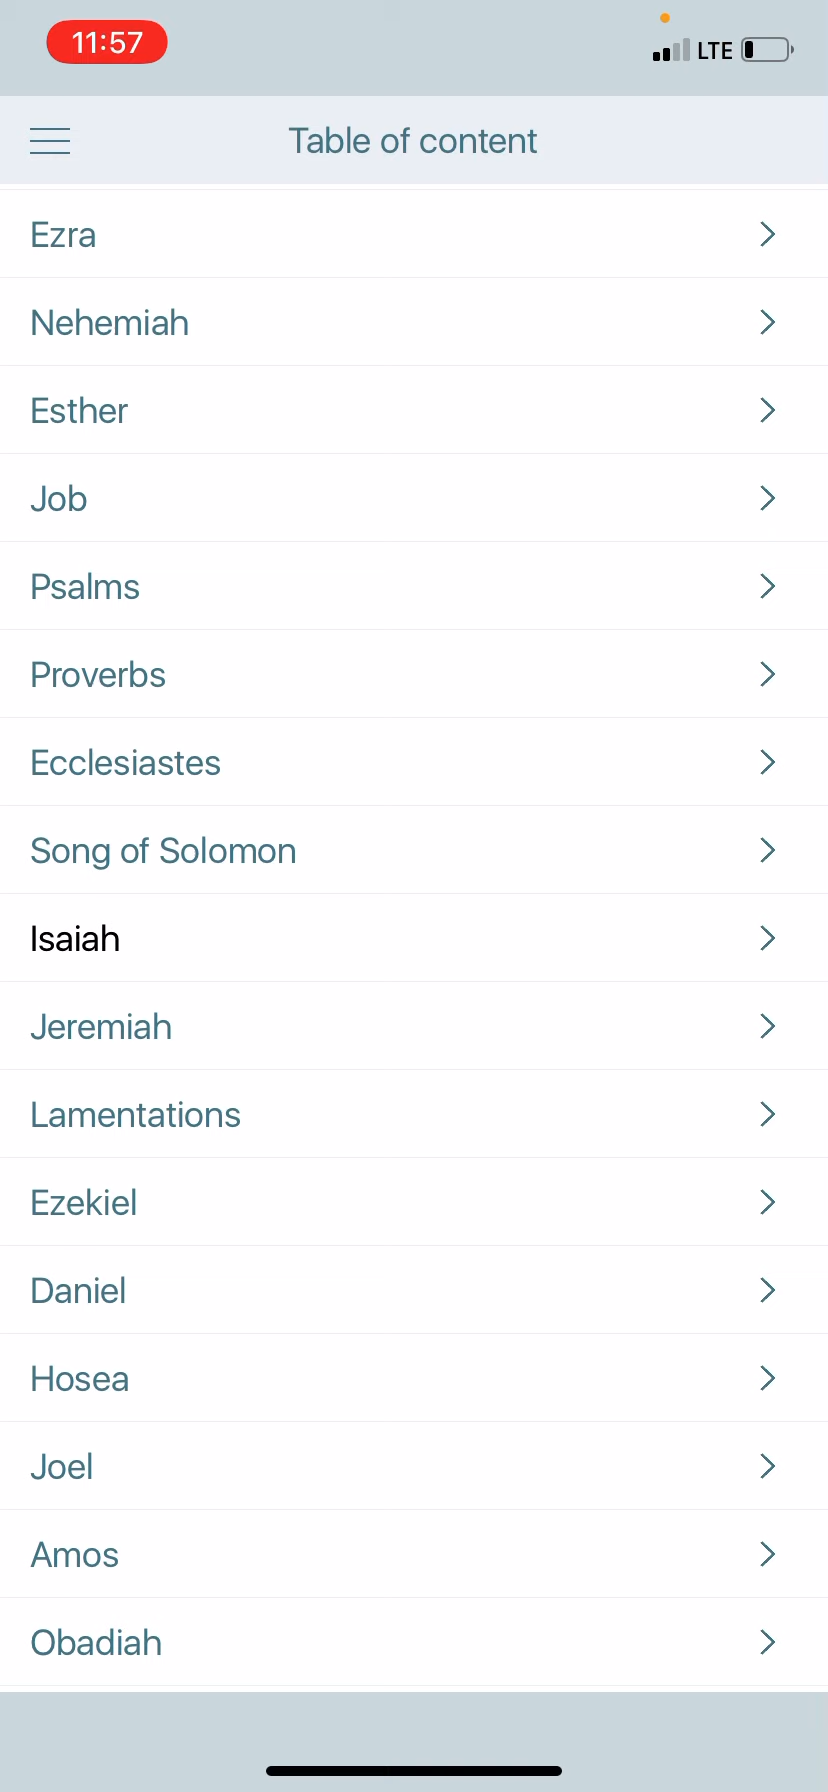 11:57
LTE
Table of content
Ezra
Nehemiah
Esther
Job
Psalms
Proverbs
Ecclesiastes
Song of Solomon
Isaiah
Jeremiah
Lamentations
Ezekiel
Daniel
Hosea
Joel
Amos
Obadiah